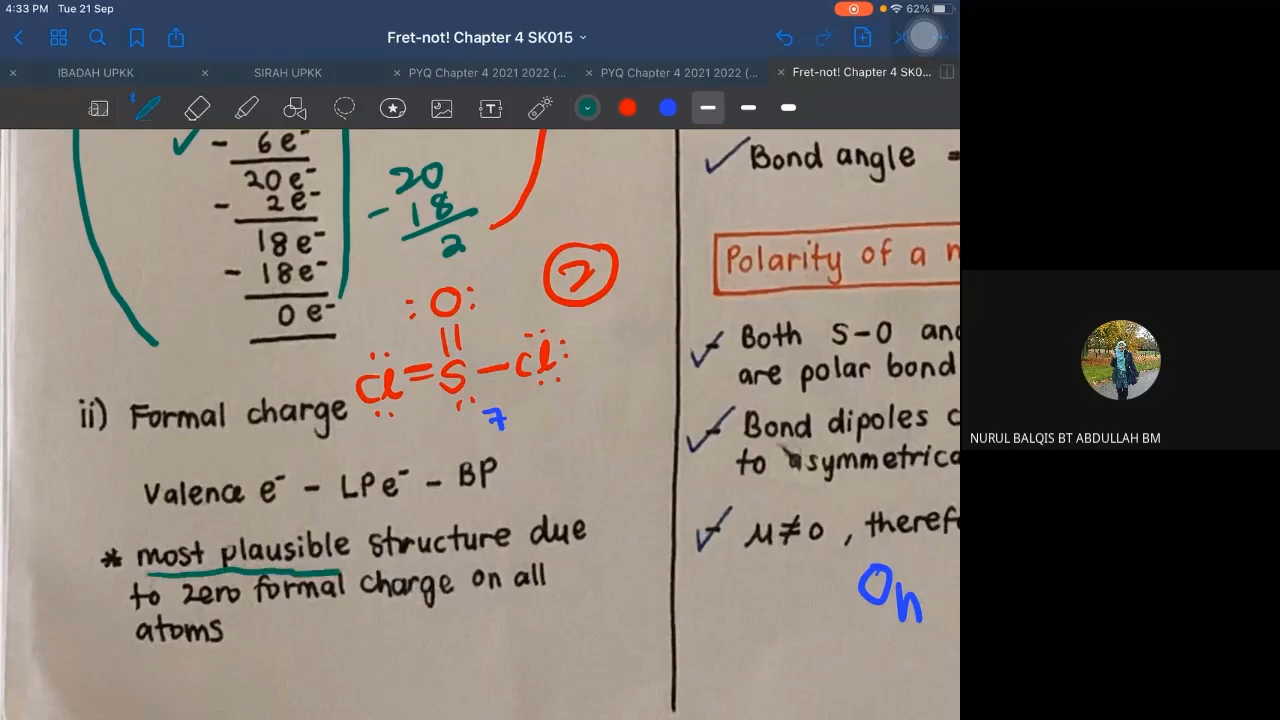 4:33 PM Tue 21 Sep
62%
Fret-not! Chapter 4 SK015
IBADAH UPKK
SIRAH UPKK
PYQ Chapter 4 2021 2022 (...
PYQ Chapter 4 2021 2022 (...
Fret-not! Chapter 4 SK0...
- 6e⁻
20e⁻
- 2e⁻
18e⁻
- 18e⁻
0e⁻
20
- 18
2
2
:O:
||
:Cl=S-Cl:
7
ii) Formal charge
Valence e⁻ - LPe⁻ - BP
* most plausible structure due
to zero formal charge on all
atoms
Bond angle =
Polarity of a
Both S-O and
are polar bond
Bond dipoles
to asymmetrica
μ≠0, theref
On
NURUL BALQIS BT ABDULLAH BM